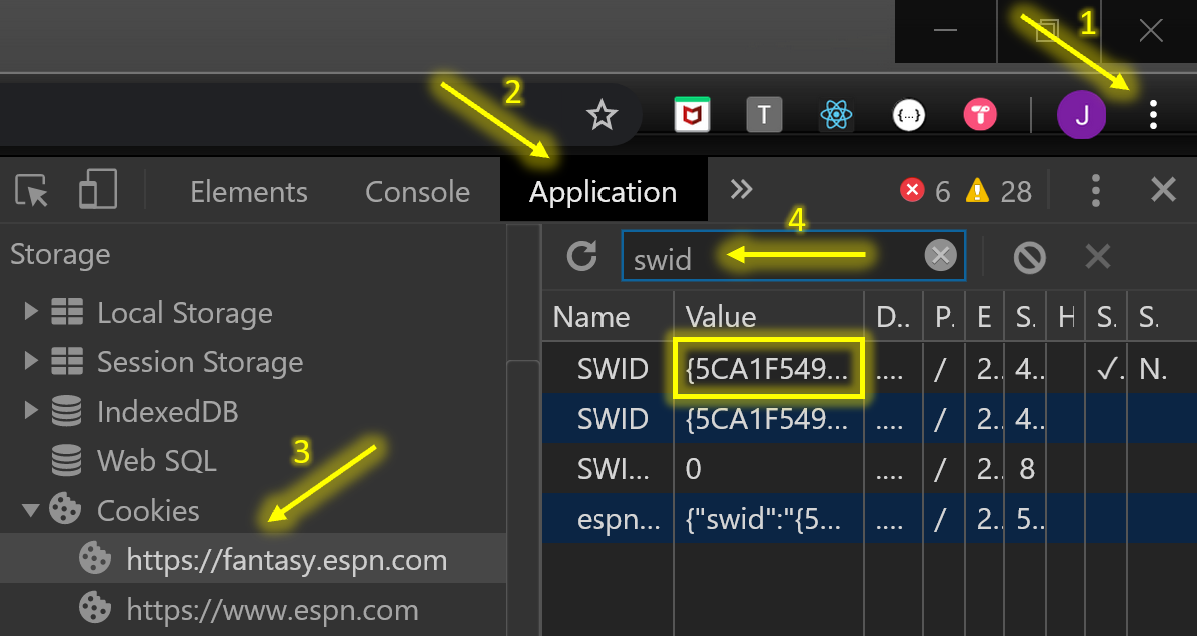 1
2
T
{...}
J
Elements Console Application » 6 28
4
Storage
swid
Local Storage
Name Value D.. P. E S. H S. S.
Session Storage
SWID {5CA1F549... .... / 2.. 4.. ✓. N.
IndexedDB
SWID {5CA1F549... .... / 2.. 4..
3
Web SQL
SWI... 0 .... / 2.. 8
Cookies
espn... {"swid":"{5... .... / 2.. 5..
https://fantasy.espn.com
https://www.espn.com